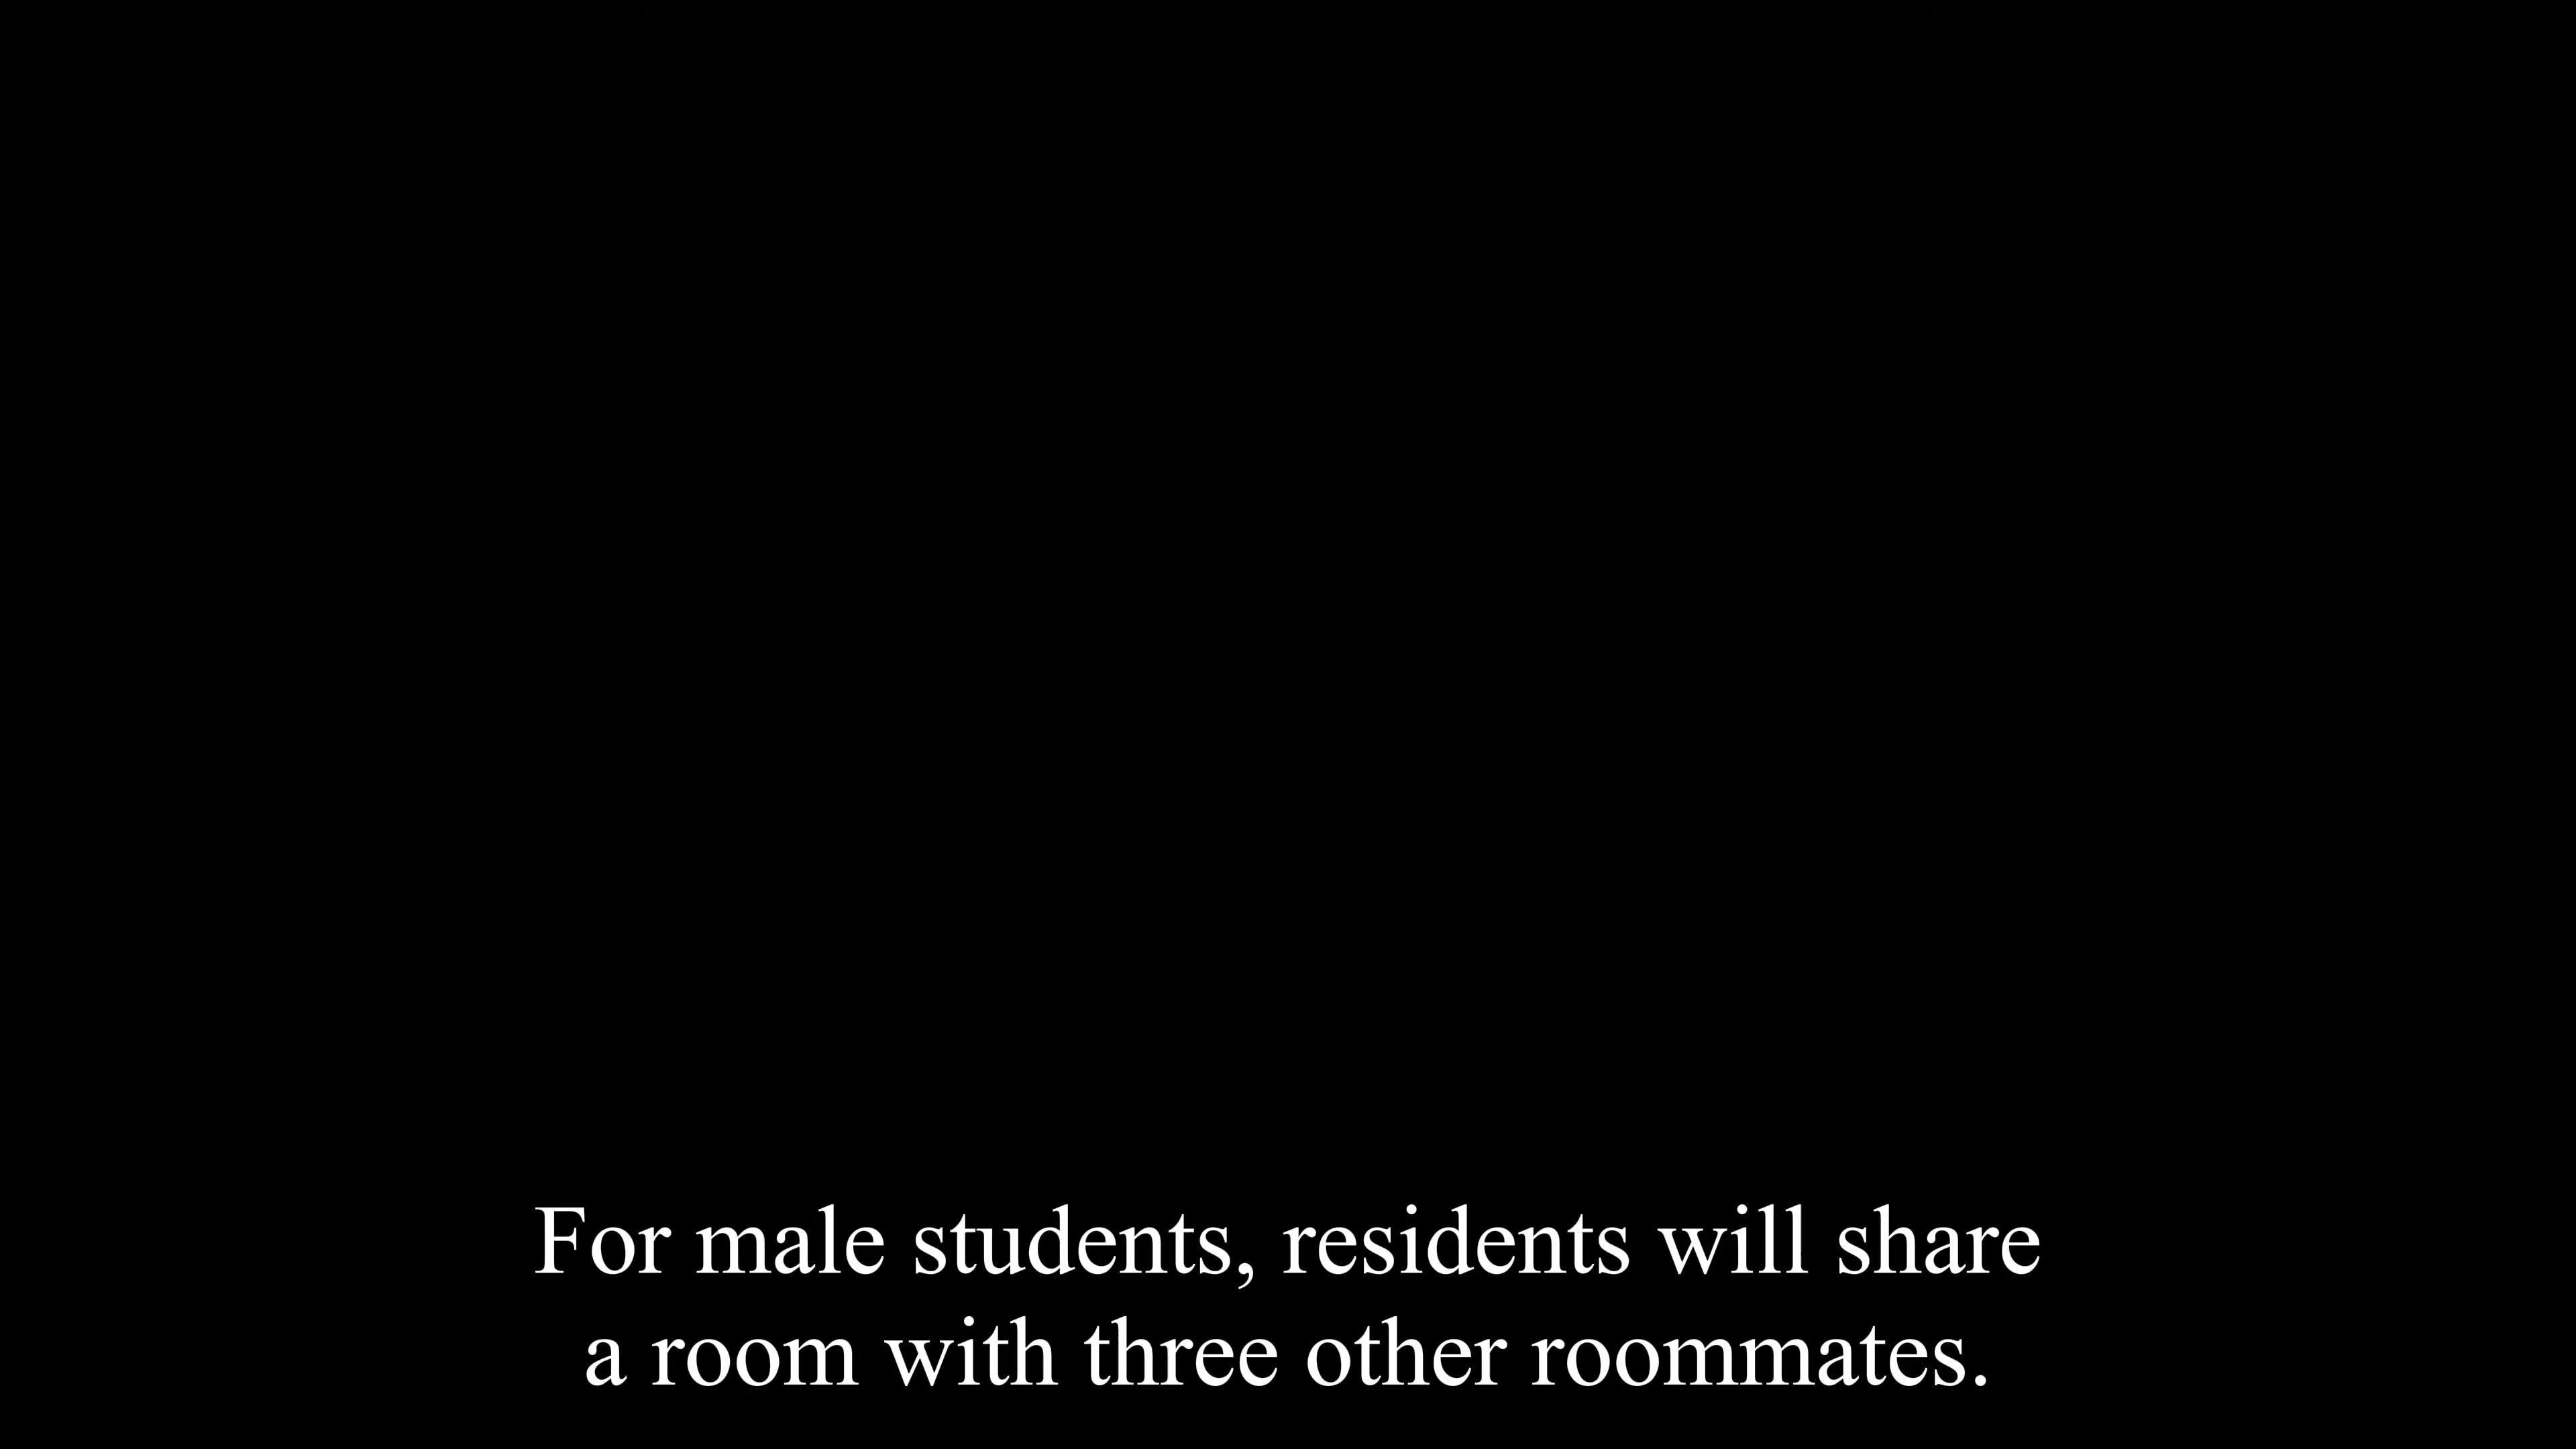 For male students, residents will share
a room with three other roommates.